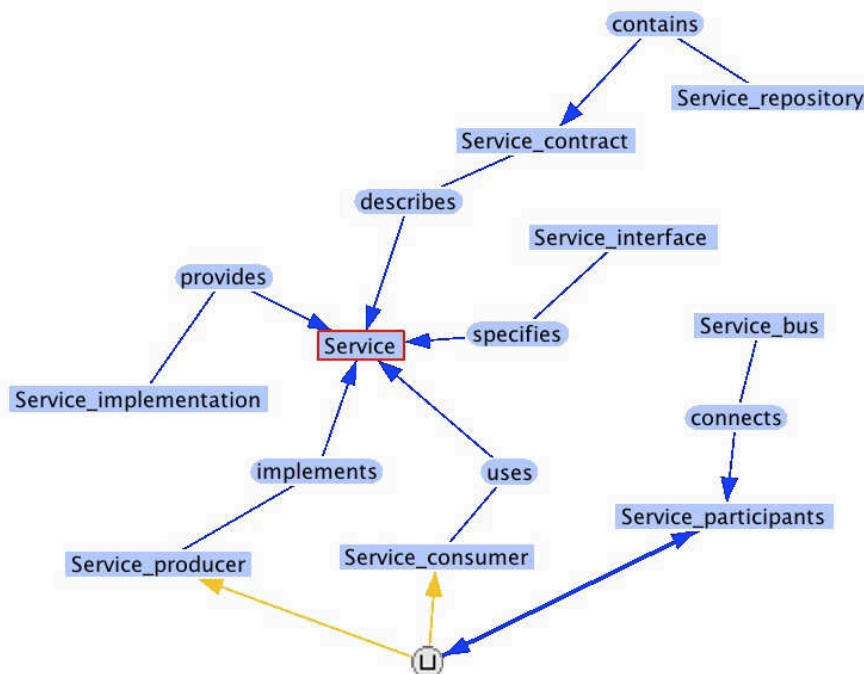 contains
Service_repository
Service_contract
describes
Service_interface
provides
Service_bus
specifies
Service
Service_implementation
connects
implements
uses
Service_participants
Service_consumer
Service_producer
⊔